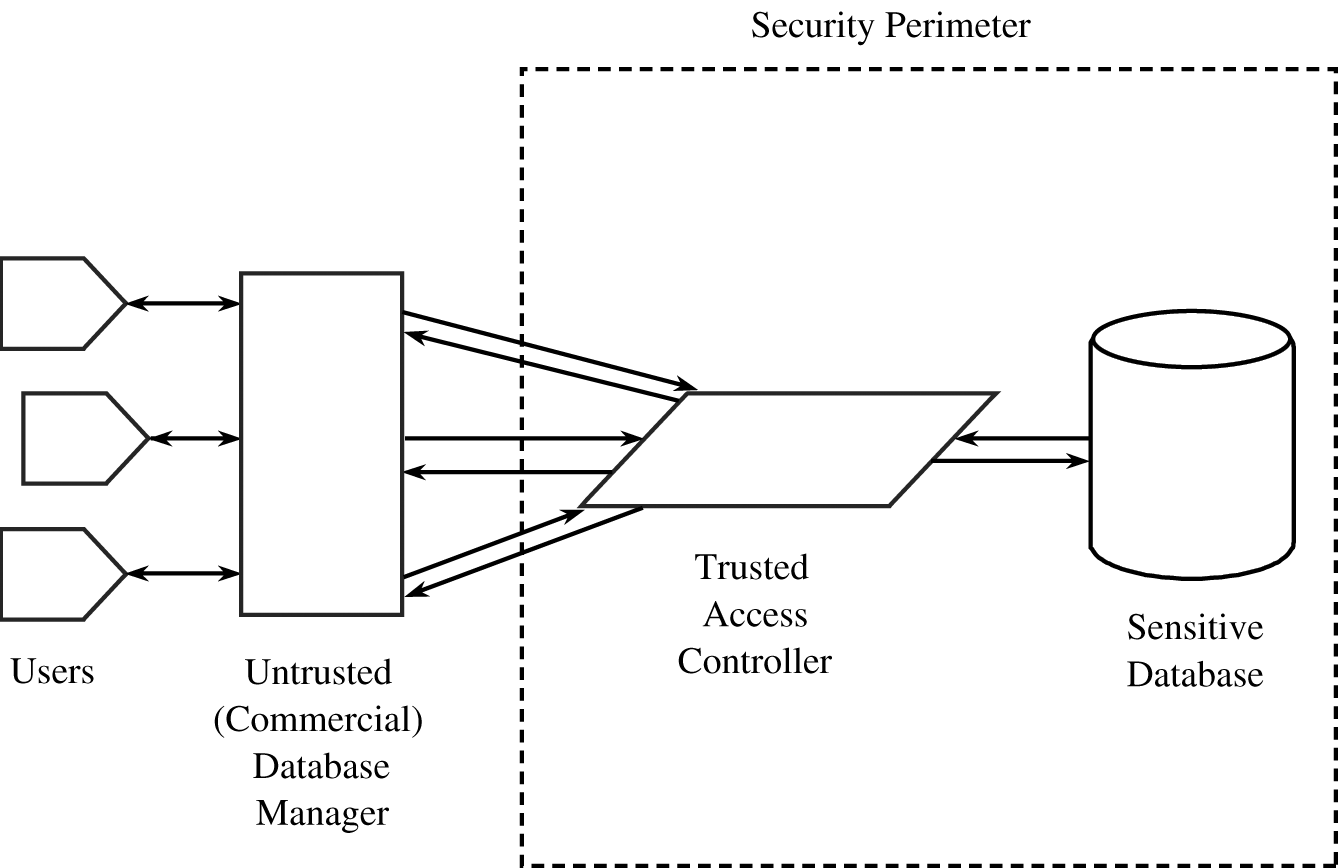 Security Perimeter
Users
Untrusted
(Commercial)
Database
Manager
Trusted
Access
Controller
Sensitive
Database